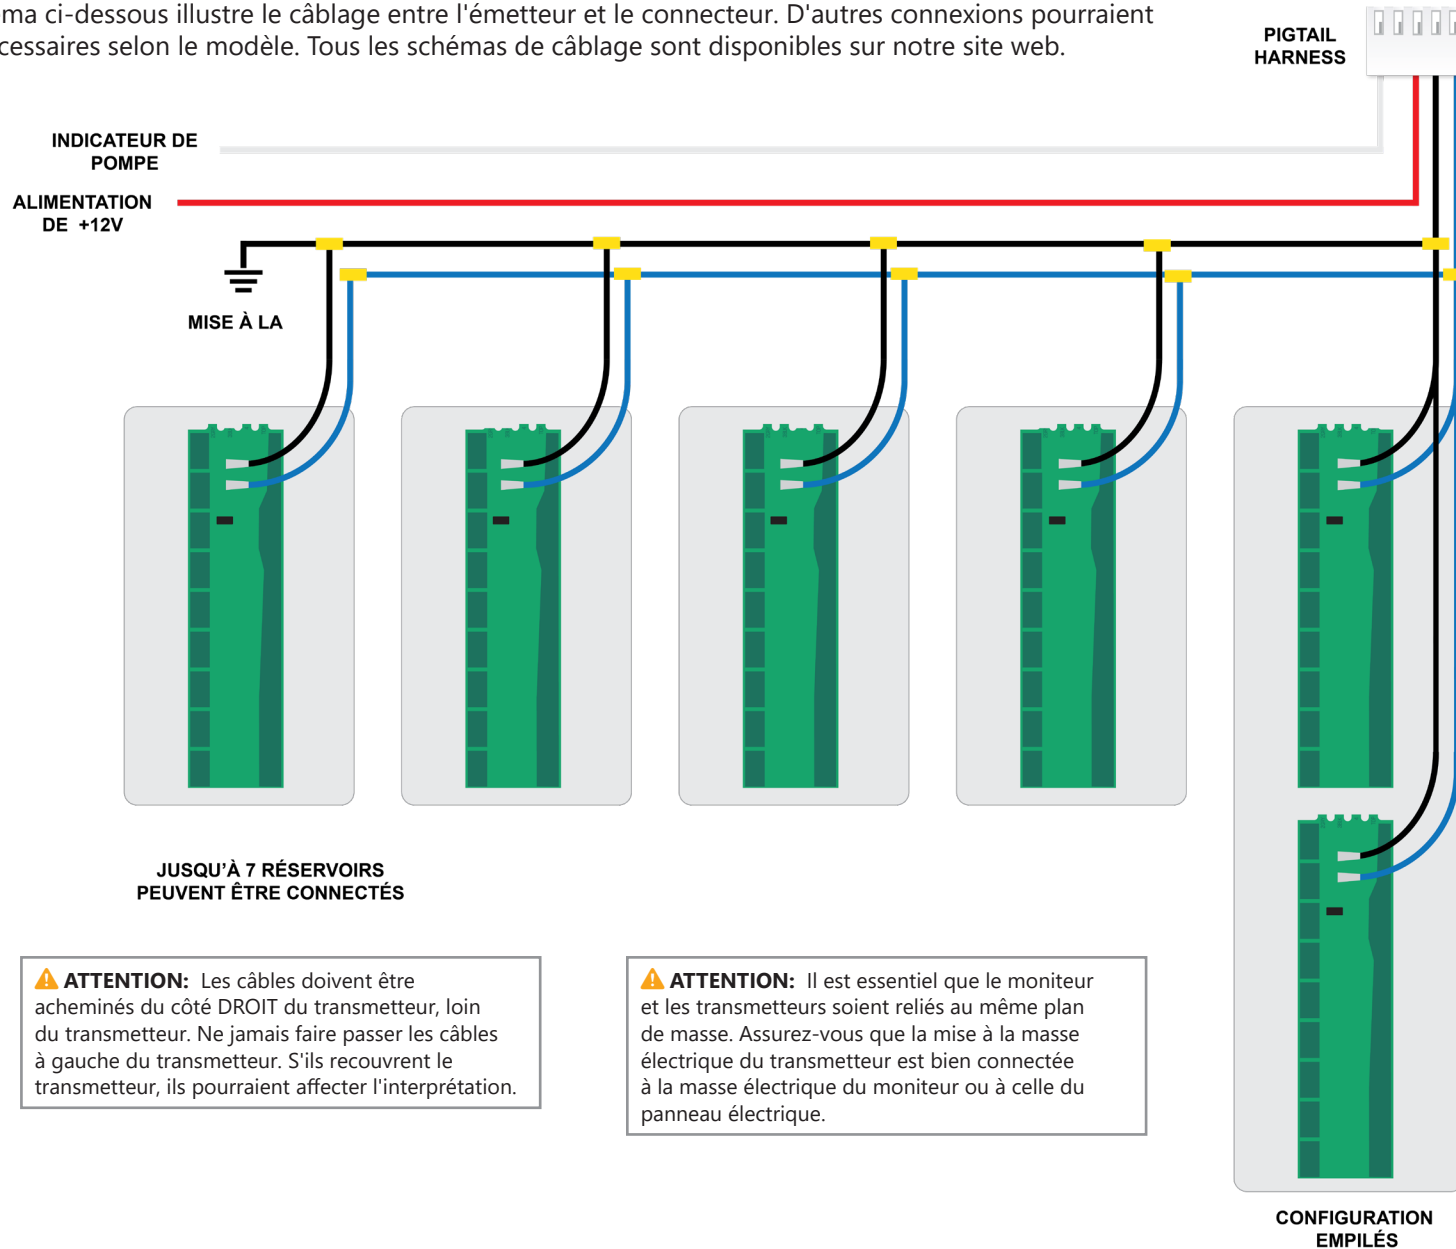 ma ci-dessous illustre le câblage entre l'émetteur et le connecteur. D'autres connexions pourraient
cessaires selon le modèle. Tous les schémas de câblage sont disponibles sur notre site web.
PIGTAIL
HARNESS
INDICATEUR DE
POMPE
ALIMENTATION
DE +12V
MISE À LA
JUSQU'À 7 RÉSERVOIRS
PEUVENT ÊTRE CONNECTÉS
ATTENTION: Les câbles doivent être
acheminés du côté DROIT du transmetteur, loin
du transmetteur. Ne jamais faire passer les câbles
à gauche du transmetteur. S'ils recouvrent le
transmetteur, ils pourraient affecter l'interprétation.
ATTENTION: Il est essentiel que le moniteur
et les transmetteurs soient reliés au même plan
de masse. Assurez-vous que la mise à la masse
électrique du transmetteur est bien connectée
à la masse électrique du moniteur ou à celle du
panneau électrique.
CONFIGURATION
EMPILÉS